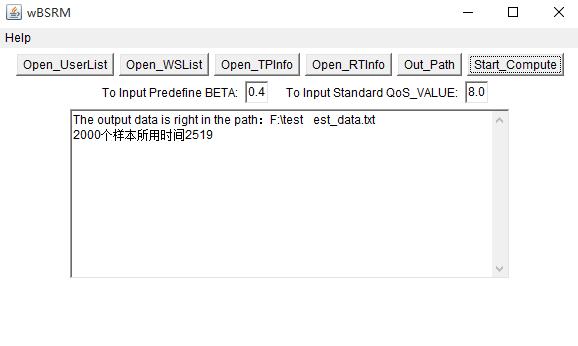 wBSRM
Help
Open_UserList Open_WSList Open_TPInfo Open_RTInfo Out_Path Start_Compute
To Input Predefine BETA: 0.4 To Input Standard QoS_VALUE: 8.0
The output data is right in the path：F:\test est_data.txt
2000个样本所用时间2519